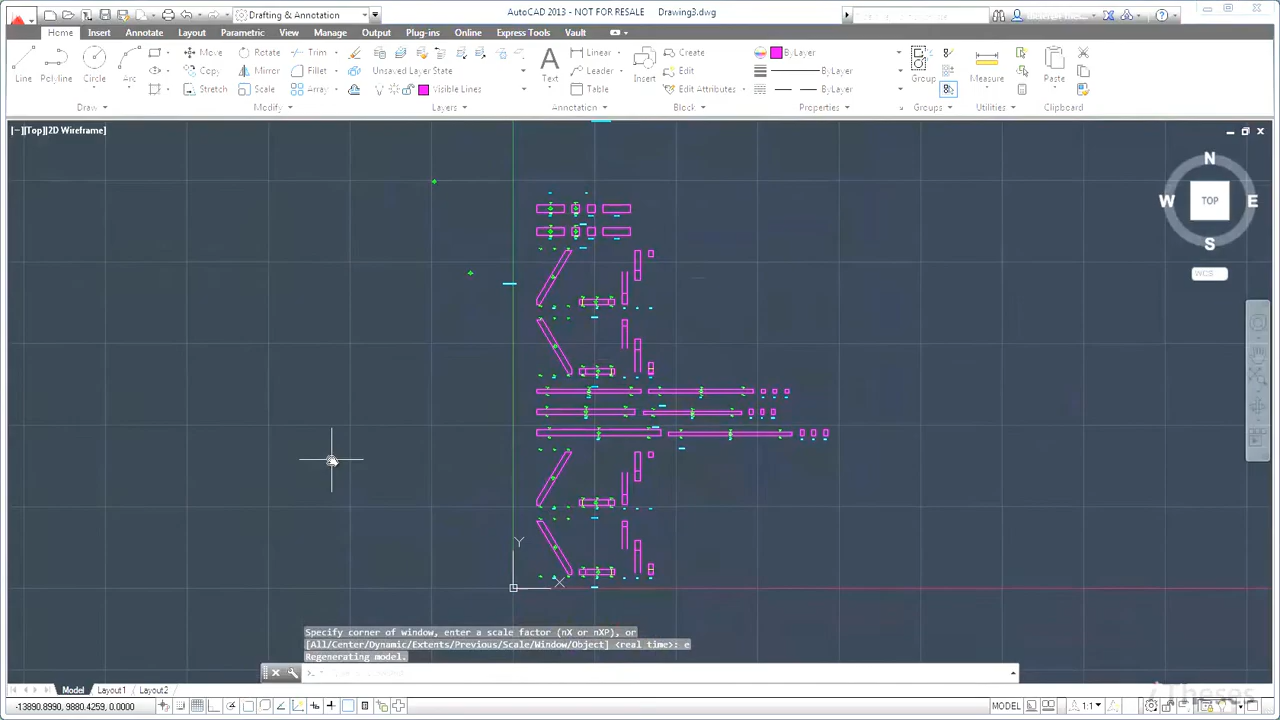 Drafting & Annotation
AutoCAD 2013 - NOT FOR RESALE Drawing3.dwg
Home Insert Annotate Layout Parametric View Manage Output Plug-ins Online Express Tools Vault
Line
Circle
Arc
Move
Rotate
Trim
Copy
Mirror
Stretch
Scale
Array
Draw
Modify
Unsaved Layer State
Visible Lines
Layers
Text
Linear
Leader
Table
Annotation
Insert
Create
Edit
Edit Attributes
Block
ByLayer
ByLayer
ByLayer
Properties
Group
Groups
Measure
Utilities
Paste
Clipboard
[−][Top][2D Wireframe]
N
W TOP E
S
WCS
Y
X
Specify corner of window, enter a scale factor (nX or nXP), or
[All/Center/Dynamic/Extents/Previous/Scale/Window/Object] <real time>: e
Regenerating model.
Model Layout1 Layout2
-13890.8990, 9880.4259, 0.0000
MODEL
1:1
Theses